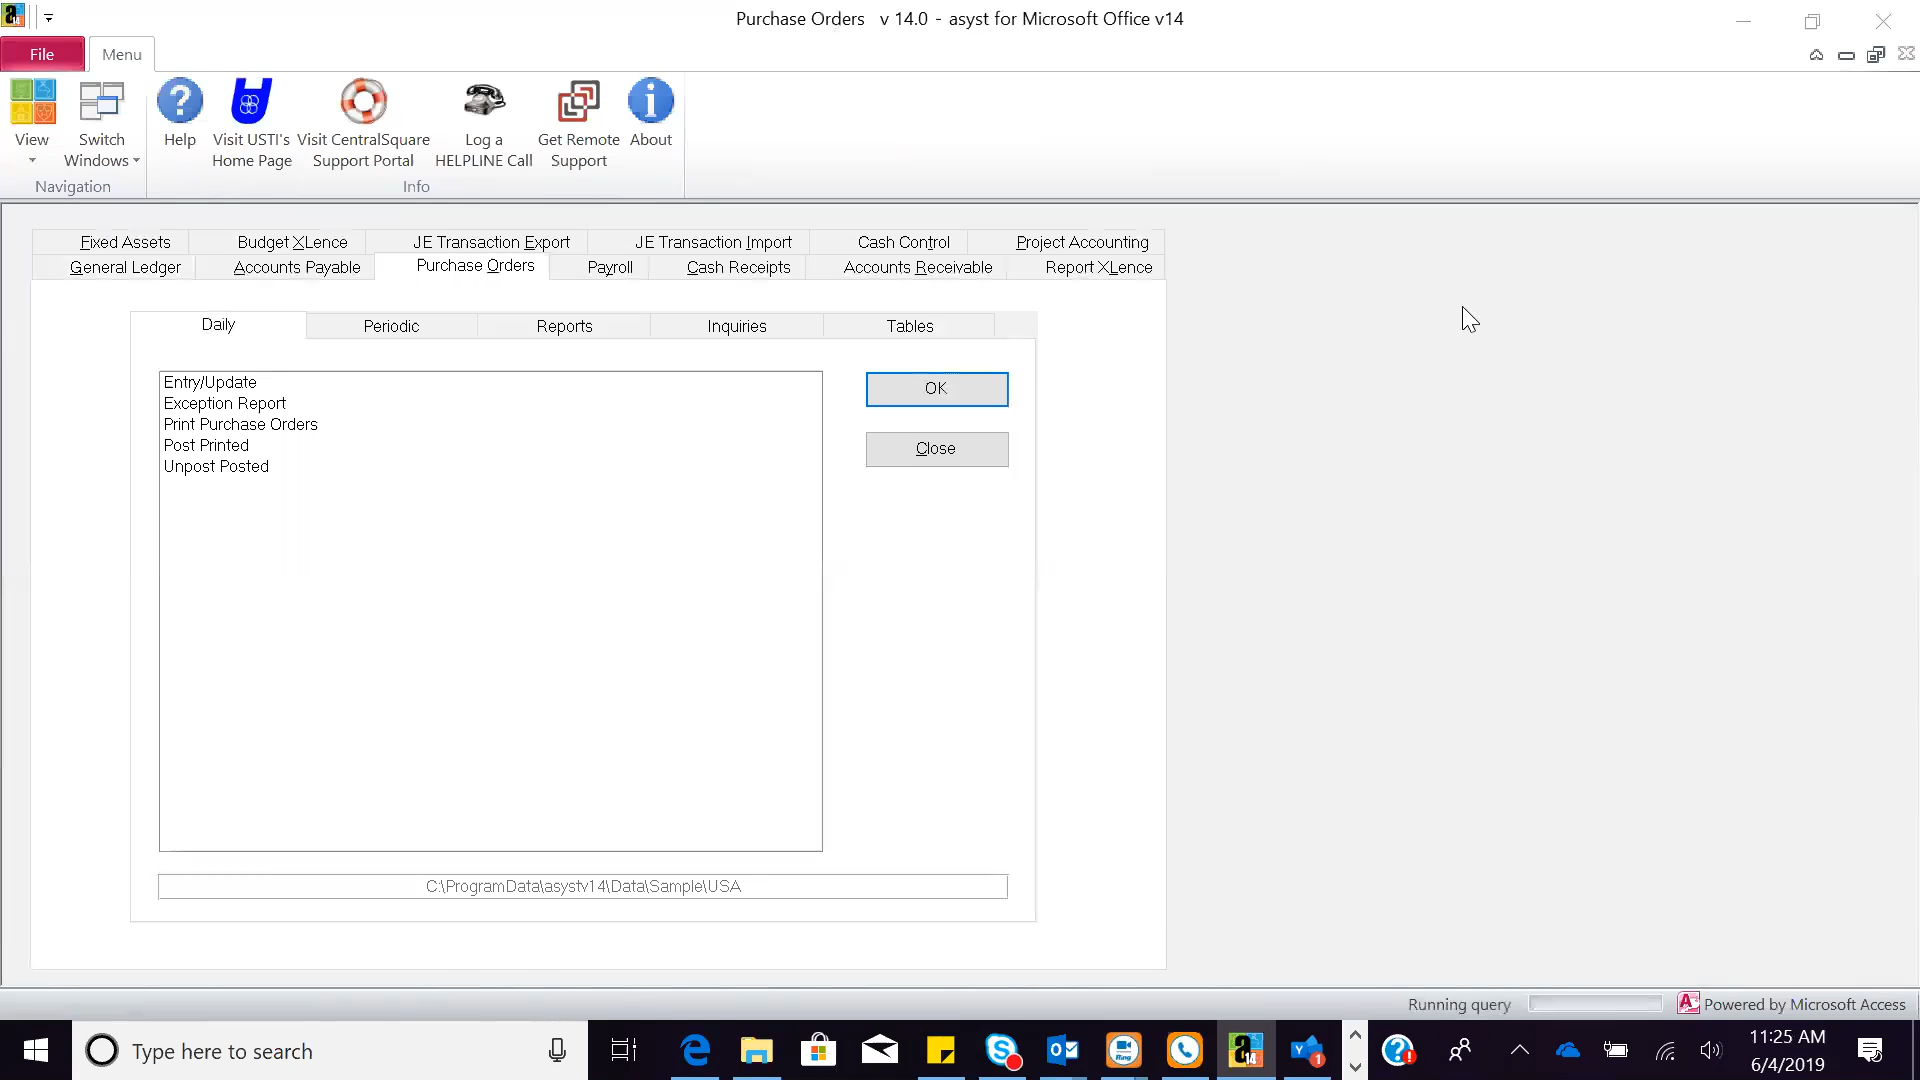 Purchase Orders v 14.0 - asyst for Microsoft Office v14
File
Menu
View
Switch Windows
Help
Visit USTI's Home Page
Visit CentralSquare Support Portal
Log a HELPLINE Call
Get Remote Support
About
Navigation
Info
Fixed Assets
Budget XLence
JE Transaction Export
JE Transaction Import
Cash Control
Project Accounting
General Ledger
Accounts Payable
Purchase Orders
Payroll
Cash Receipts
Accounts Receivable
Report XLence
Daily
Periodic
Reports
Inquiries
Tables
Entry/Update
Exception Report
Print Purchase Orders
Post Printed
Unpost Posted
OK
Close
C:\ProgramData\asystv14\Data\Sample\USA
Running query
Powered by Microsoft Access
Type here to search
11:25 AM
6/4/2019